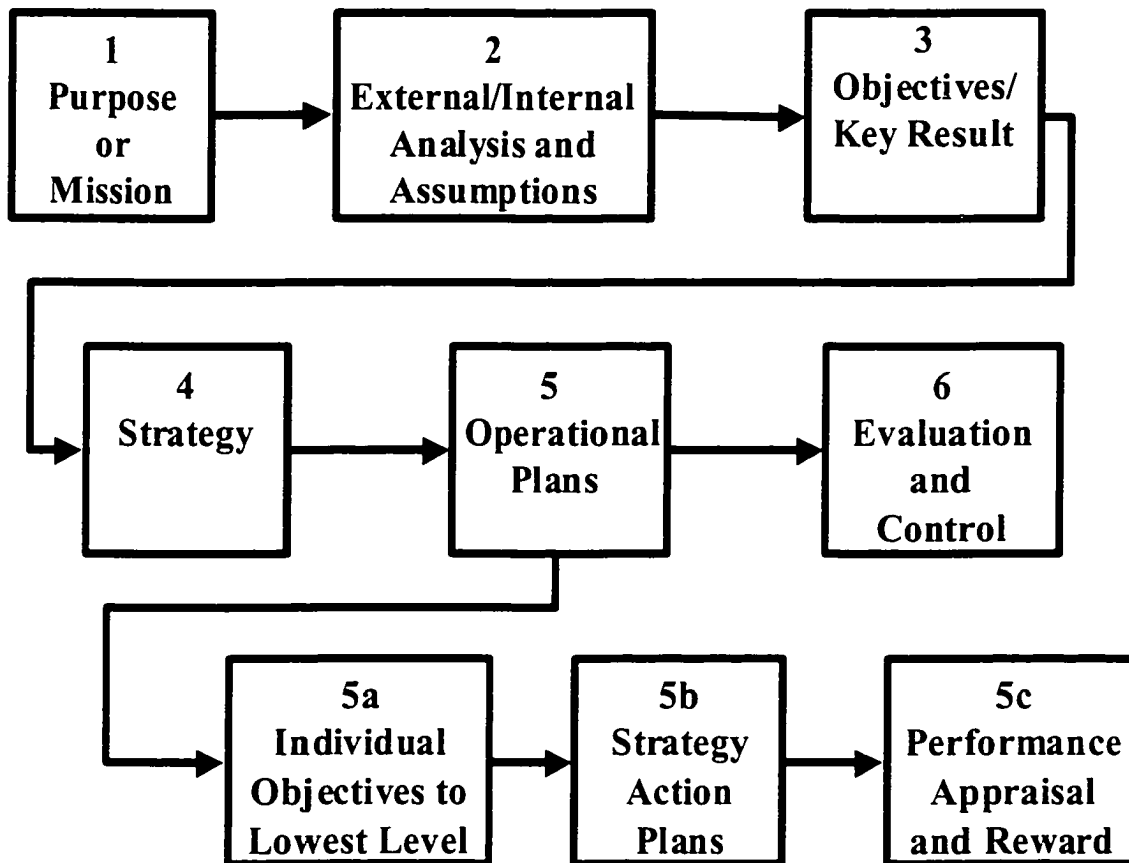 1
Purpose
or
Mission
2
External/Internal
Analysis and
Assumptions
3
Objectives/
Key Result
4
Strategy
5
Operational
Plans
6
Evaluation
and
Control
5a
Individual
Objectives to
Lowest Level
5b
Strategy
Action
Plans
5c
Performance
Appraisal
and Reward